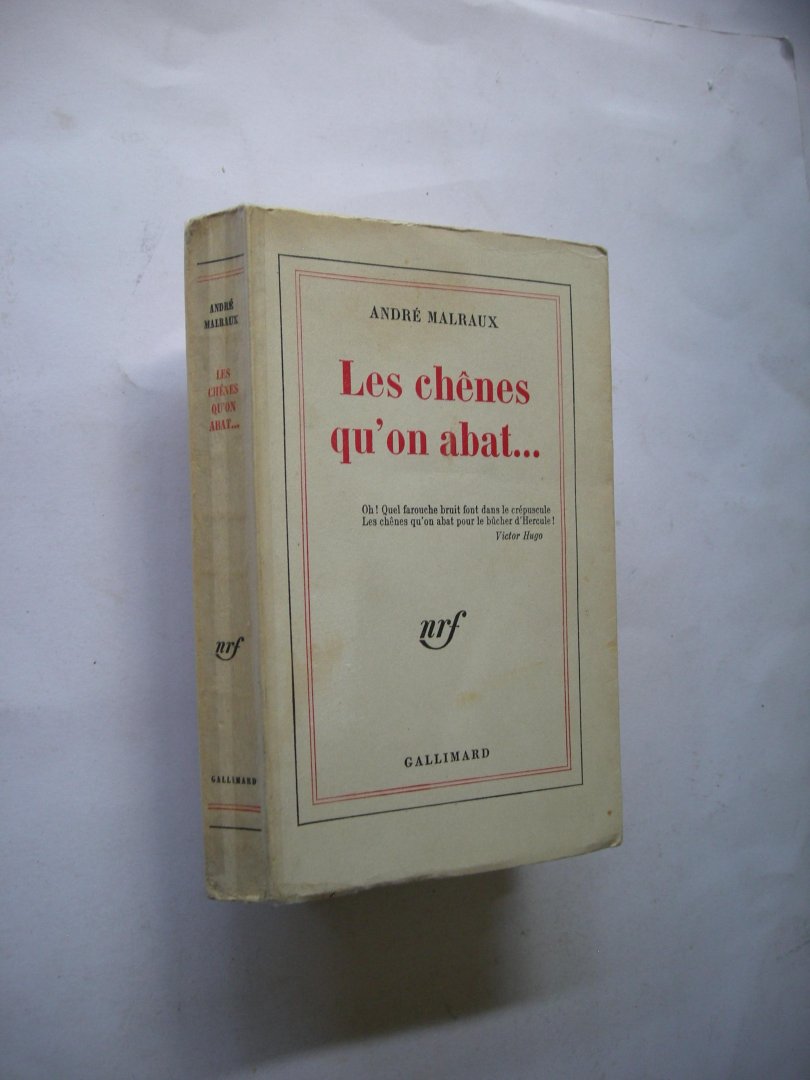 ANDRÉ
MALRAUX
LES
CHÊNES
QU'ON
ABAT...
nrf
GALLIMARD
ANDRÉ MALRAUX
Les chênes
qu'on abat...
Oh ! Quel farouche bruit font dans le crépuscule
Les chênes qu'on abat pour le bûcher d'Hercule !
Victor Hugo
nrf
GALLIMARD